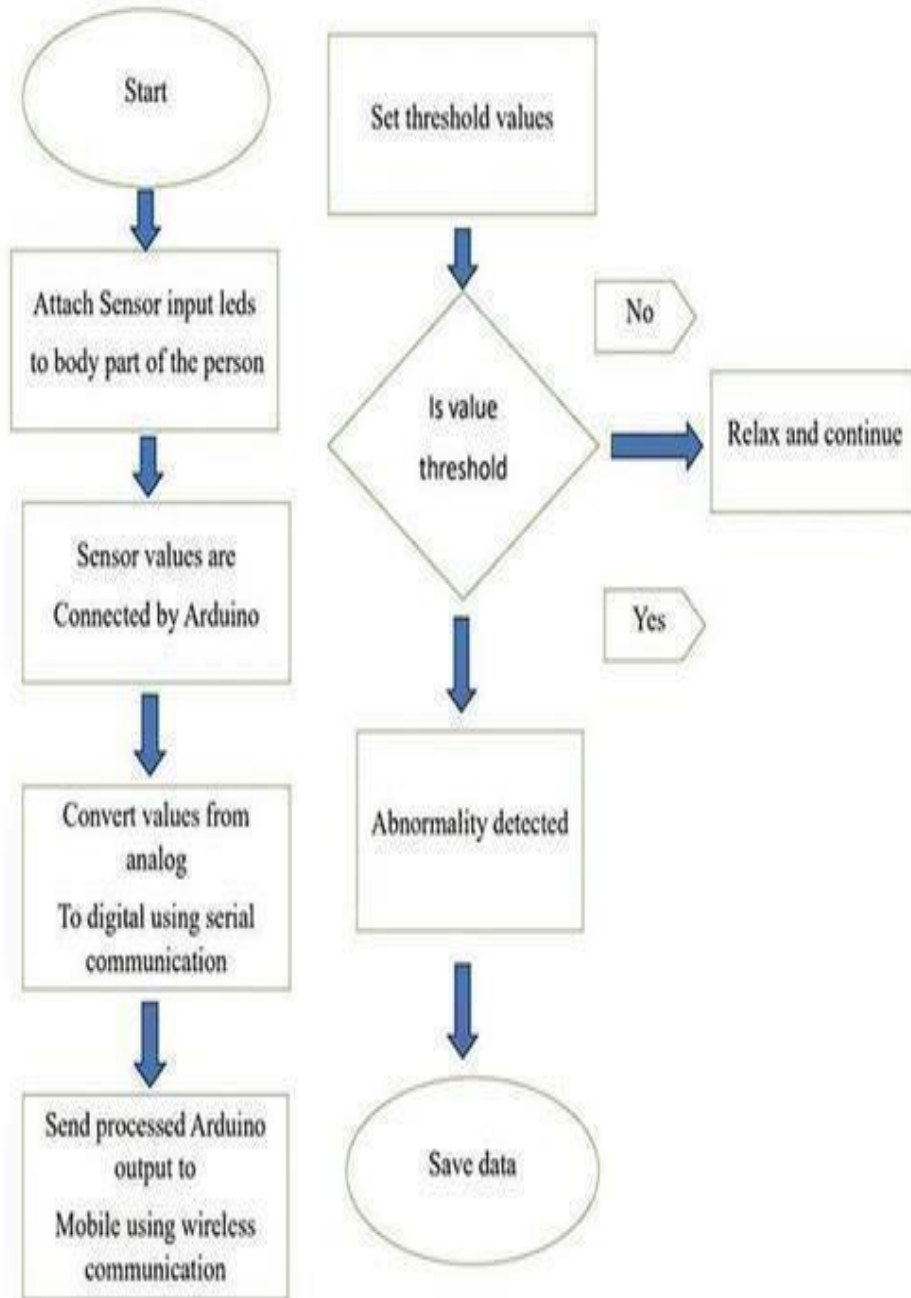 Start
Attach Sensor input leds
to body part of the person
Sensor values are
Connected by Arduino
Convert values from
analog
To digital using serial
communication
Send processed Arduino
output to
Mobile using wireless
communication
Set threshold values
Is value
threshold
No
Relax and continue
Yes
Abnormality detected
Save data